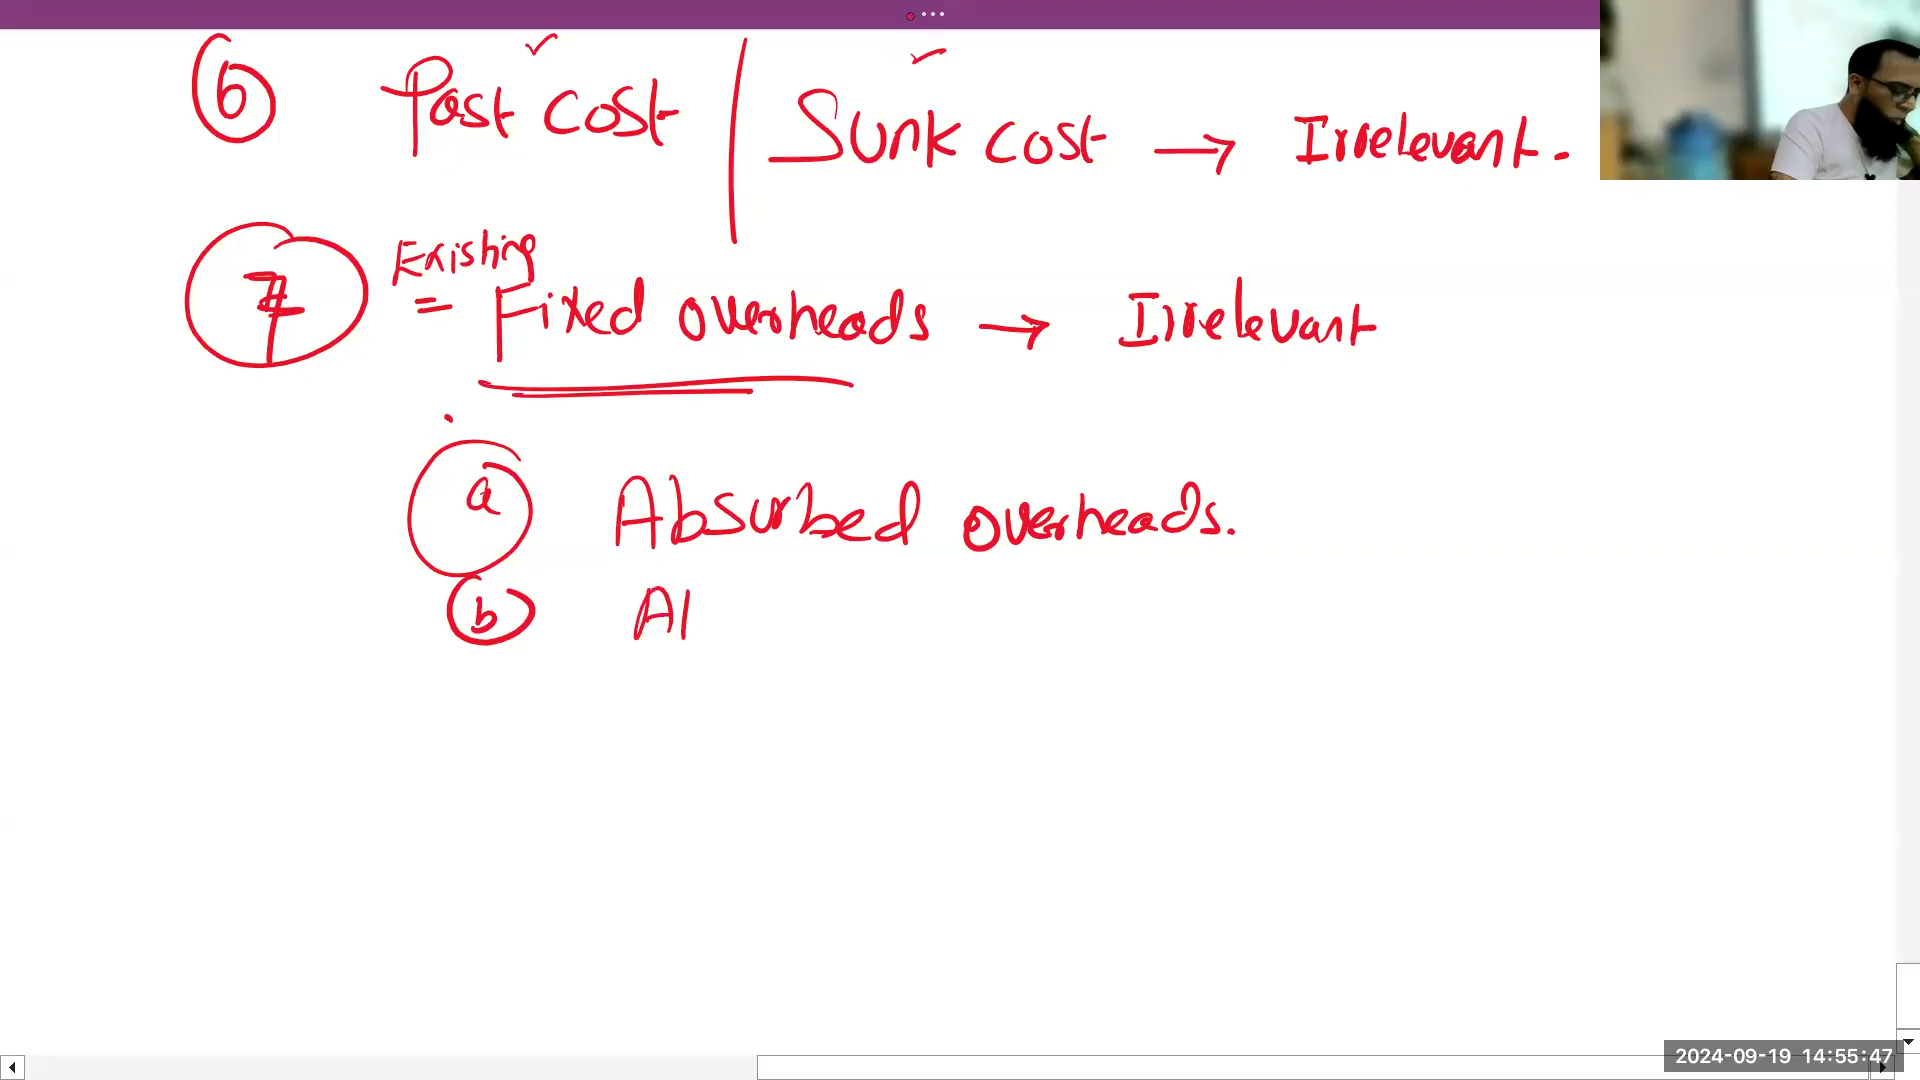 6 Past cost | Sunk cost → Irrelevant.
7 Existing
= Fixed overheads → Irrelevant
a Absurbed overheads.
b Al
2024-09-19 14:55:47